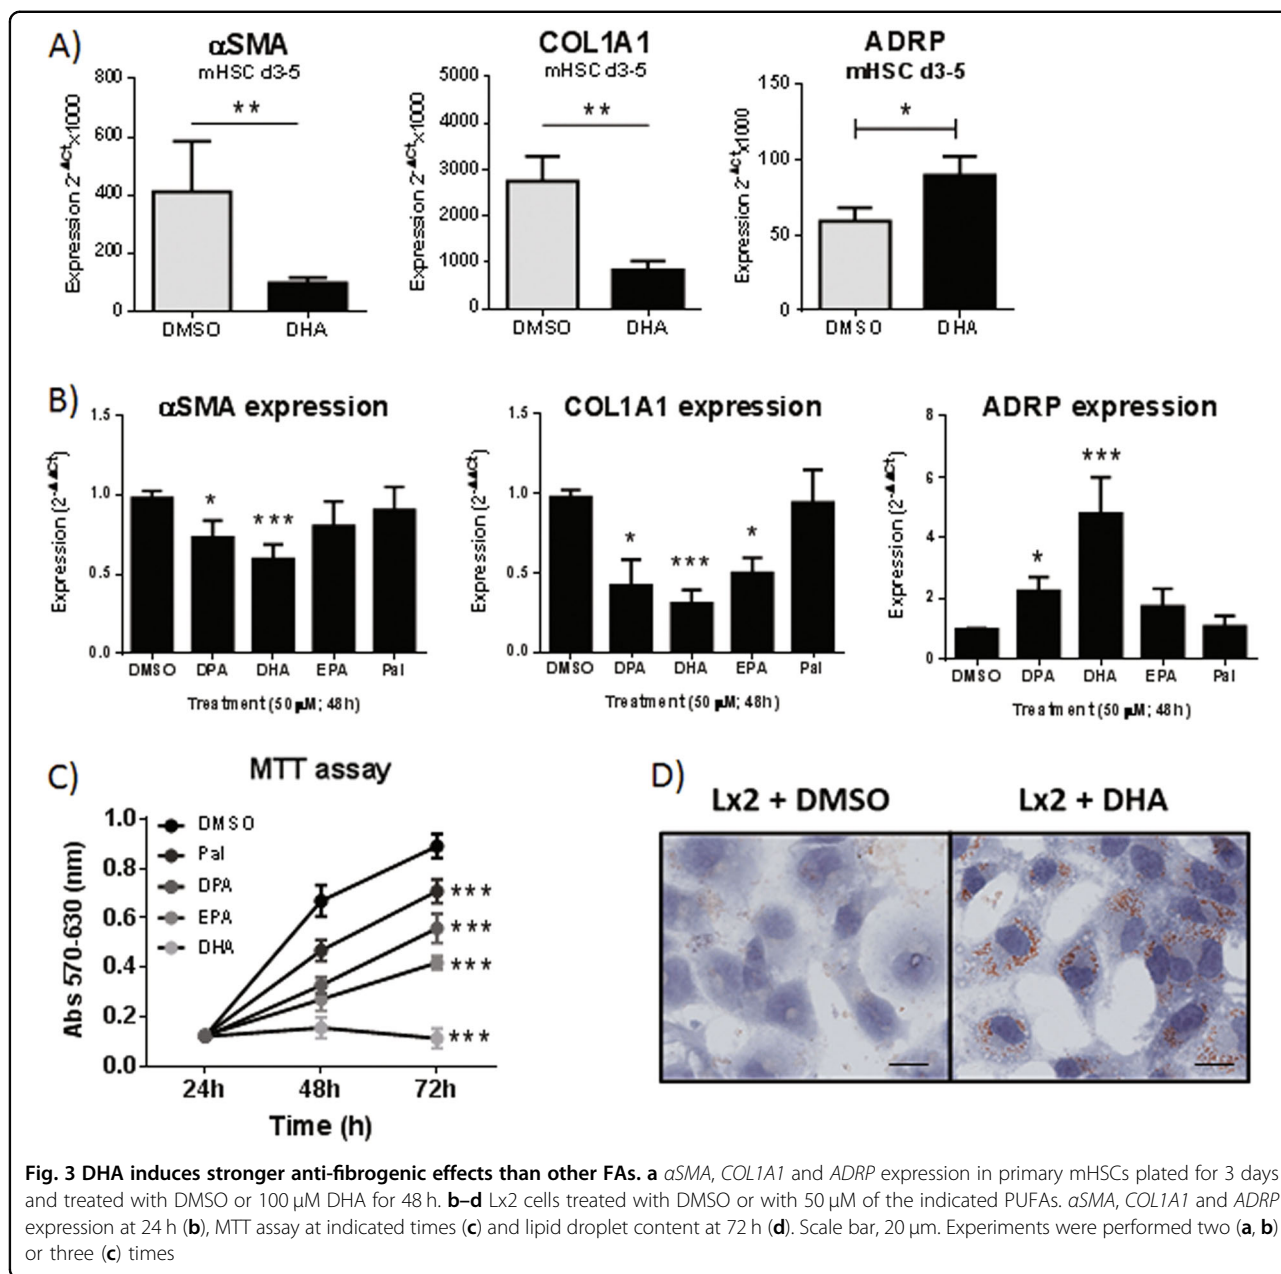 A)
αSMA
mHSC d3-5
Expression 2-▲Ct x1000
800
600
400
200
0
**
DMSO
DHA
COL1A1
mHSC d3-5
Expression 2-▲Ct x1000
5000
4000
3000
2000
1000
0
**
DMSO
DHA
ADRP
mHSC d3-5
Expression 2-▲Ct x1000
150
100
50
0
*
DMSO
DHA
B)
αSMA expression
Expression (2-▲▲Ct)
1.5
1.0
0.5
0.0
*
***
DMSO
DPA
DHA
EPA
Pal
Treatment (50 µM; 48h)
COL1A1 expression
Expression (2-▲▲Ct)
1.5
1.0
0.5
0.0
*
***
*
DMSO
DPA
DHA
EPA
Pal
Treatment (50 µM; 48h)
ADRP expression
Expression (2-▲▲Ct)
8
6
4
2
0
*
***
DMSO
DPA
DHA
EPA
Pal
Treatment (50 µM; 48h)
C)
MTT assay
Abs 570-630 (nm)
1.0
0.8
0.6
0.4
0.2
0.0
DMSO
Pal
DPA
EPA
DHA
***
***
***
***
24h
48h
72h
Time (h)
D)
Lx2 + DMSO
Lx2 + DHA
Fig. 3 DHA induces stronger anti-fibrogenic effects than other FAs. a αSMA, COL1A1 and ADRP expression in primary mHSCs plated for 3 days
and treated with DMSO or 100 µM DHA for 48 h. b–d Lx2 cells treated with DMSO or with 50 µM of the indicated PUFAs. αSMA, COL1A1 and ADRP
expression at 24 h (b), MTT assay at indicated times (c) and lipid droplet content at 72 h (d). Scale bar, 20 µm. Experiments were performed two (a, b)
or three (c) times